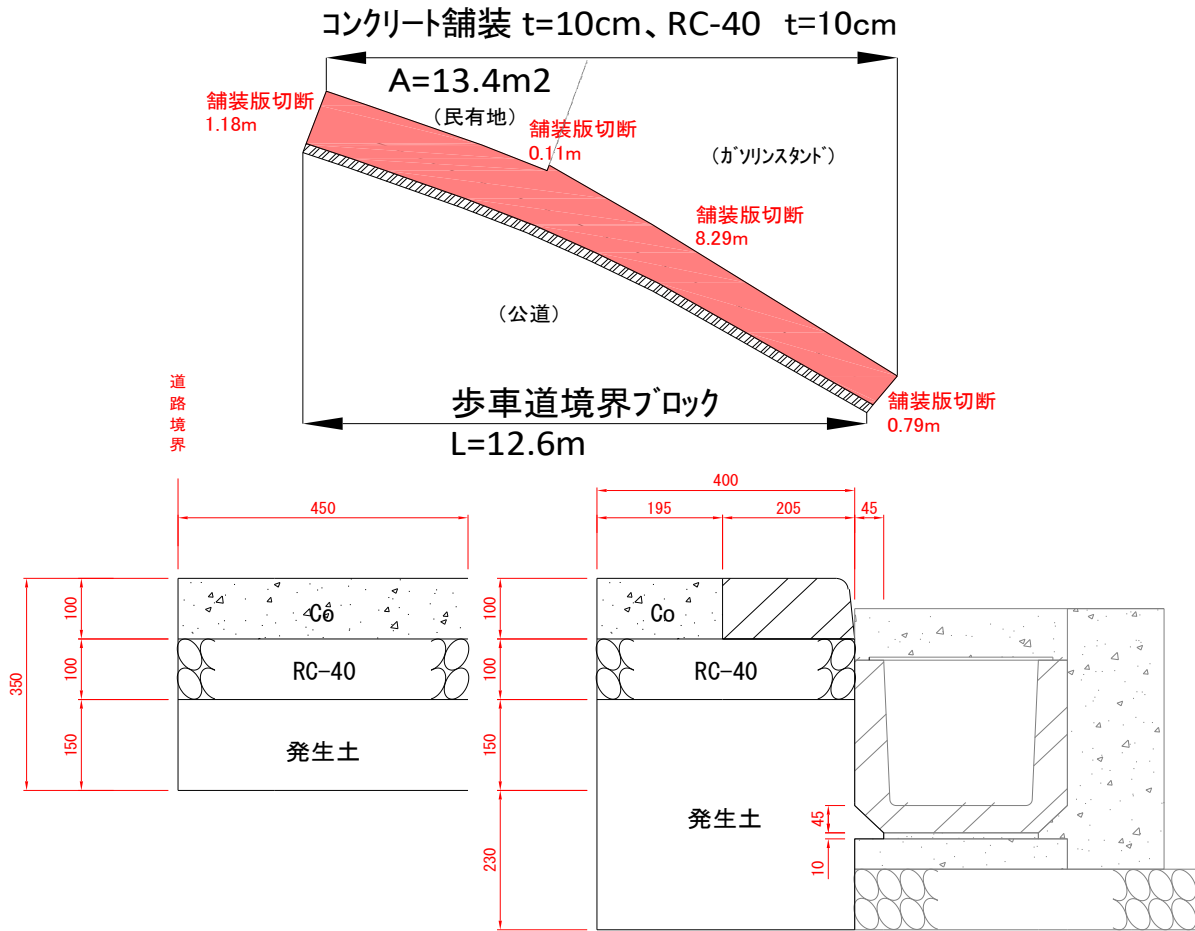 コンクリート舗装 t=10cm、RC-40 t=10cm
A=13.4m2
(民有地)
舗装版切断
1.18m
舗装版切断
0.11m
(ｶﾞｿﾘﾝｽﾀﾝﾄﾞ)
舗装版切断
8.29m
(公道)
舗装版切断
0.79m
歩車道境界ﾌﾞﾛｯｸ
L=12.6m
道路境界
450
400
195
205
45
350
100
100
150
Co
RC-40
発生土
100
100
150
230
Co
RC-40
発生土
45
10